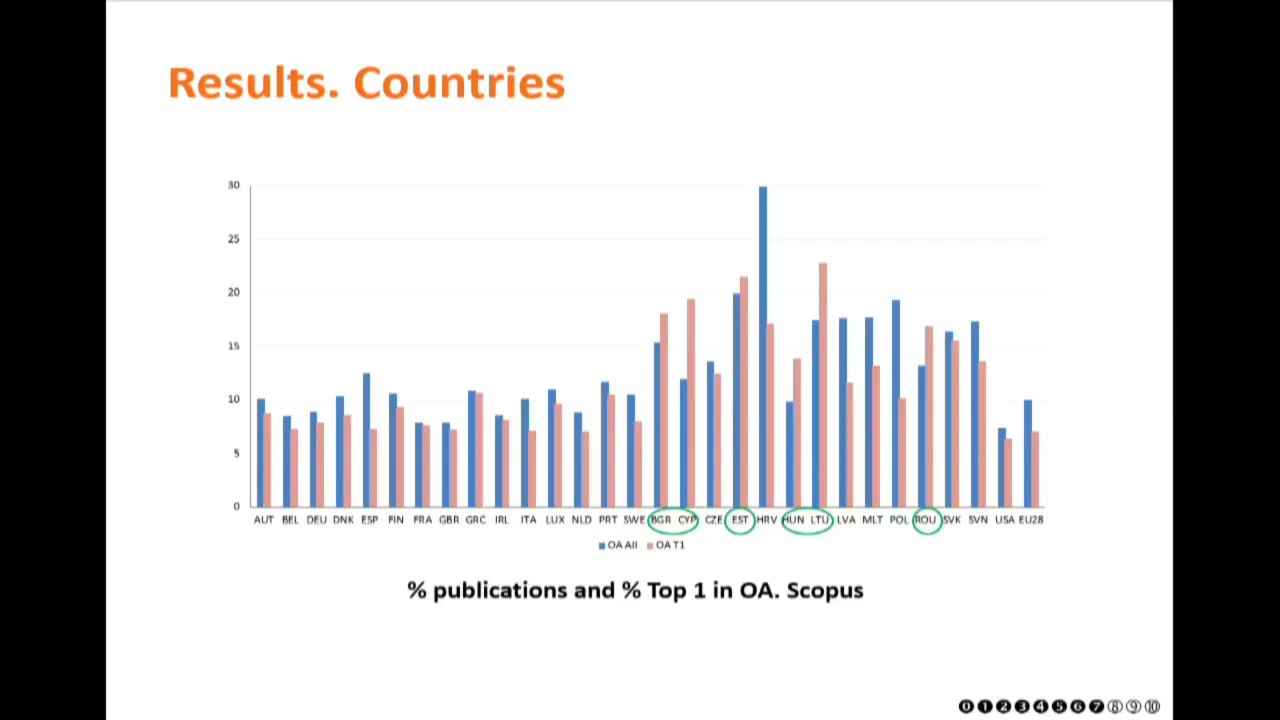 Results. Countries
30
25
20
15
10
5
0
AUT BEL DEU DNK ESP FIN FRA GBR GRC IRL ITA LUX NLD PRT SWE BGR CYP CZE EST HRV HUN LTU LVA MLT POL ROU SVK SVN USA EU28
OA All OA T1
% publications and % Top 1 in OA. Scopus
⓿❶❷❸❹❺❻❼⑧⑨⑩